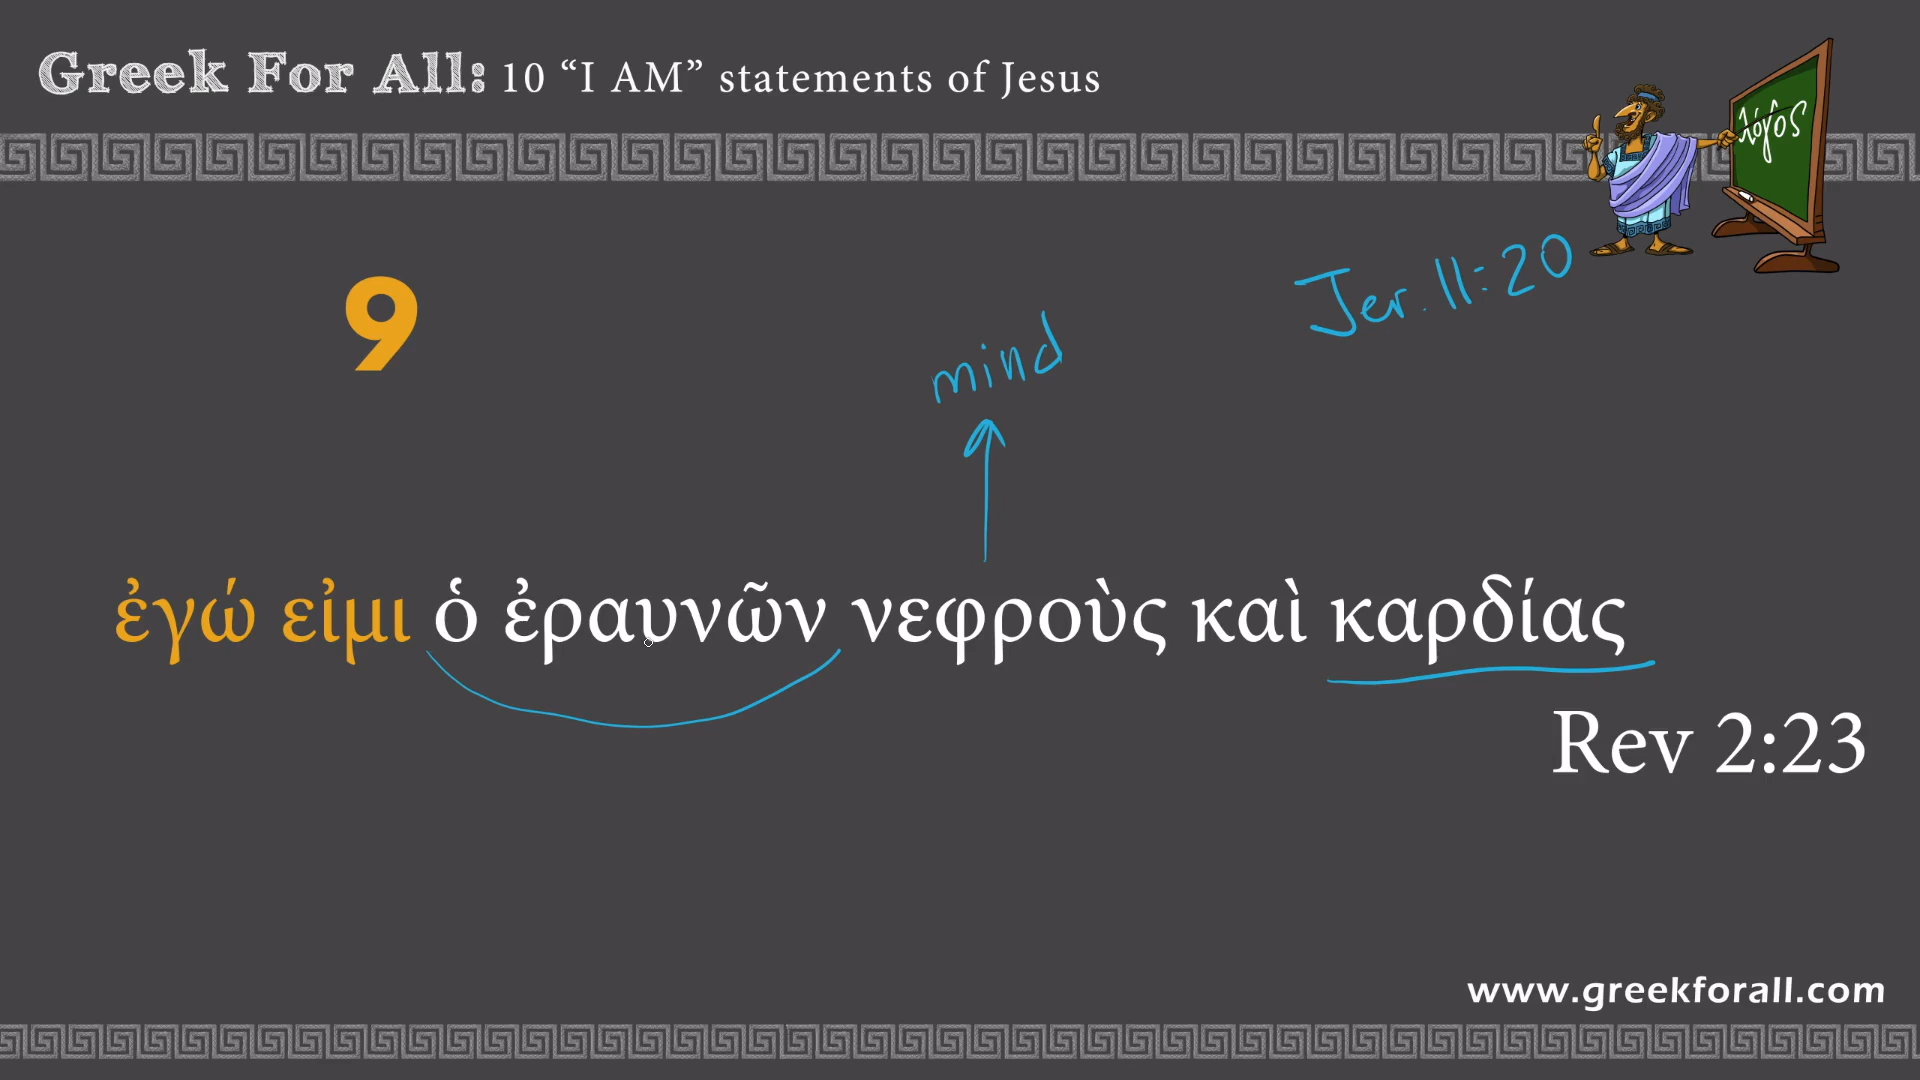 Greek For All: 10 “I AM” statements of Jesus
λόγος
Jer. 11:20
9
mind
ἐγώ εἰμι ὁ ἐραυνῶν νεφροὺς καὶ καρδίας
Rev 2:23
www.greekforall.com